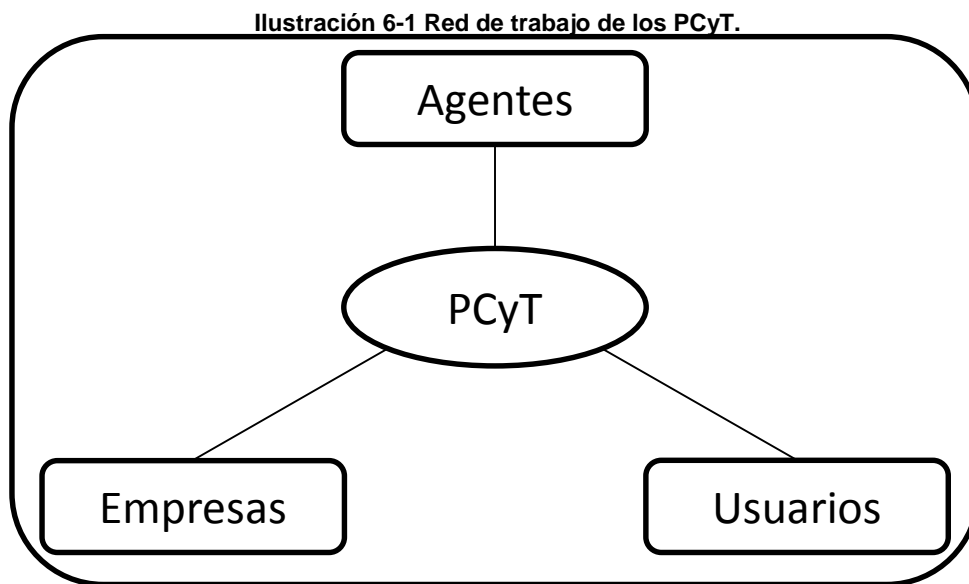 Ilustración 6-1 Red de trabajo de los PCyT.
Agentes
PCyT
Empresas
Usuarios